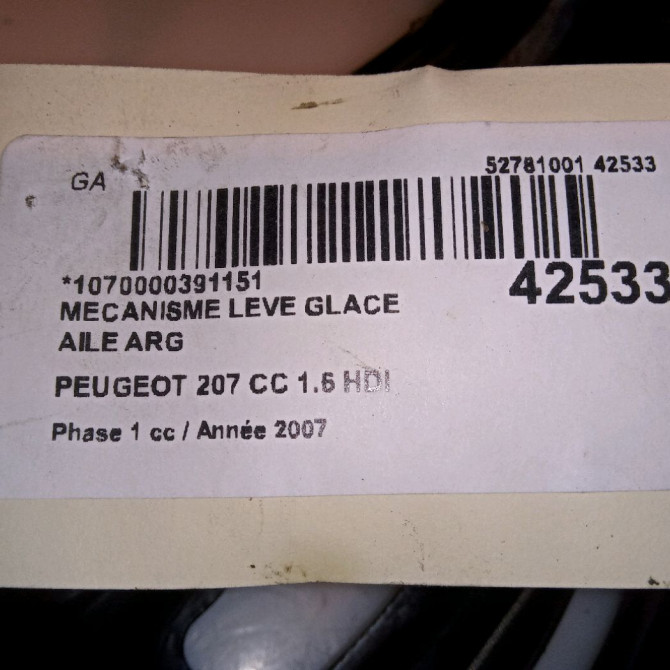 GA
52781001 42533
*1070000391151
42533
MECANISME LEVE GLACE
AILE ARG
PEUGEOT 207 CC 1.6 HDI
Phase 1 cc / Année 2007